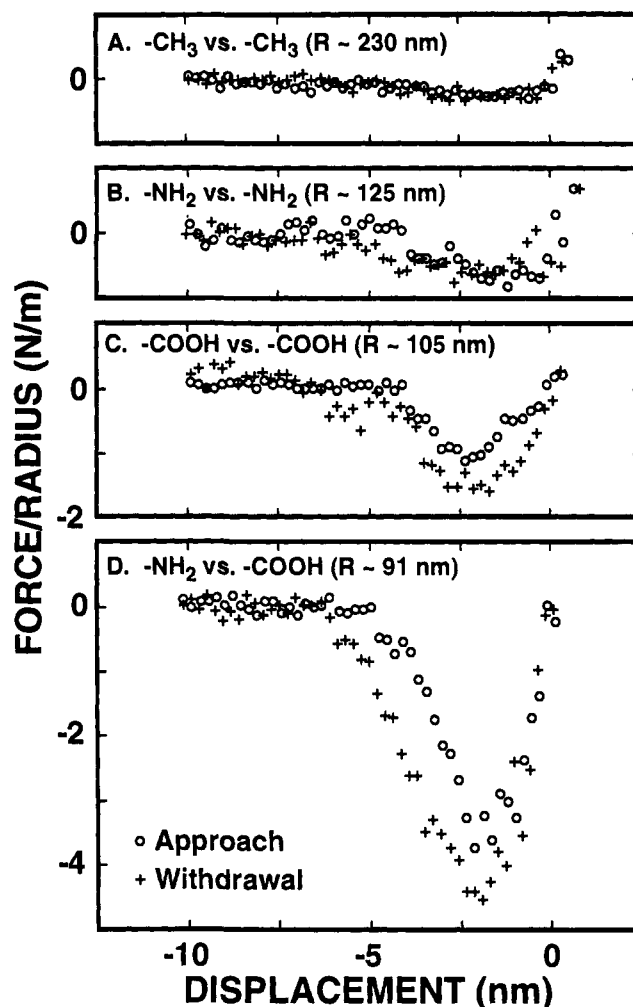 A. -CH3 vs. -CH3 (R ~ 230 nm)
0
B. -NH2 vs. -NH2 (R ~ 125 nm)
0
C. -COOH vs. -COOH (R ~ 105 nm)
0
-2
D. -NH2 vs. -COOH (R ~ 91 nm)
0
-2
-4
o Approach
+ Withdrawal
FORCE/RADIUS (N/m)
-10 -5 0
DISPLACEMENT (nm)